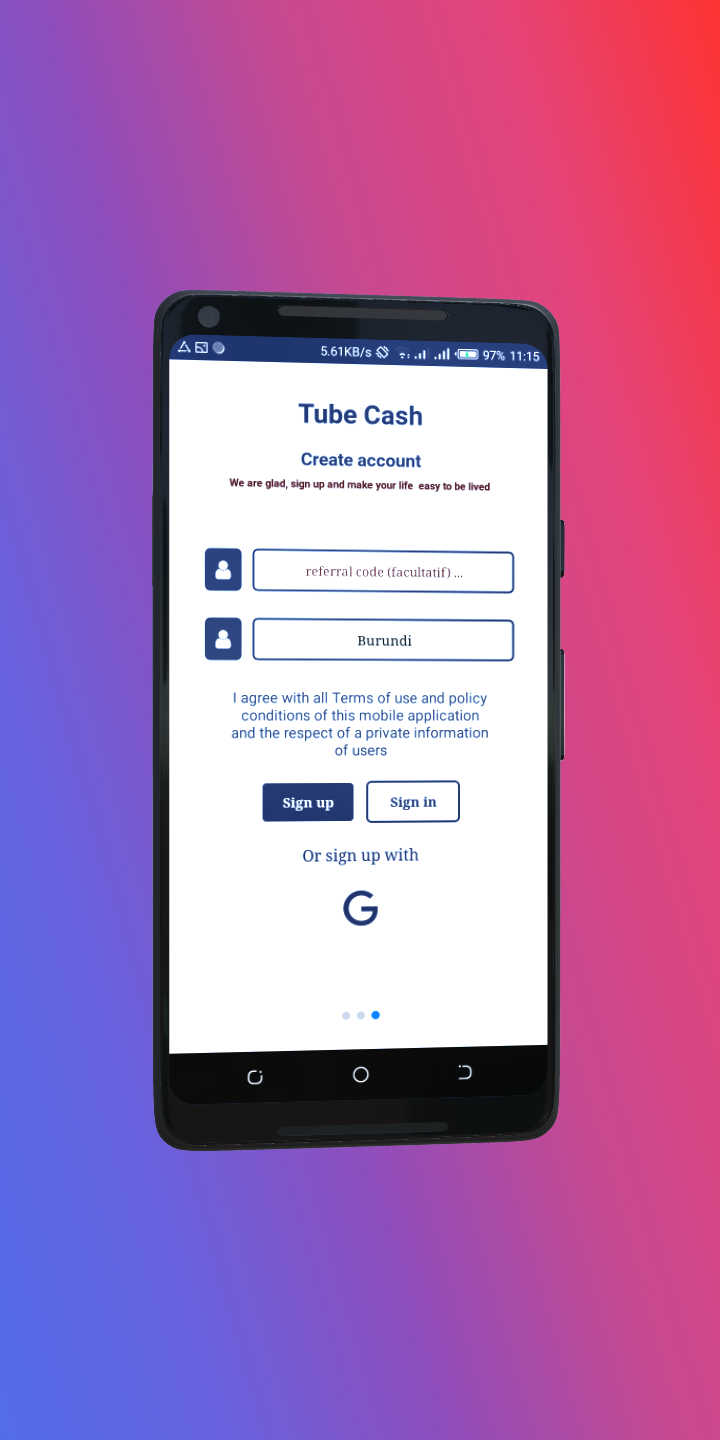 5.61KB/s 97% 11:15
Tube Cash
Create account
We are glad, sign up and make your life easy to be lived
referral code (facultatif) ...
Burundi
I agree with all Terms of use and policy
conditions of this mobile application
and the respect of a private information
of users
Sign up Sign in
Or sign up with
G